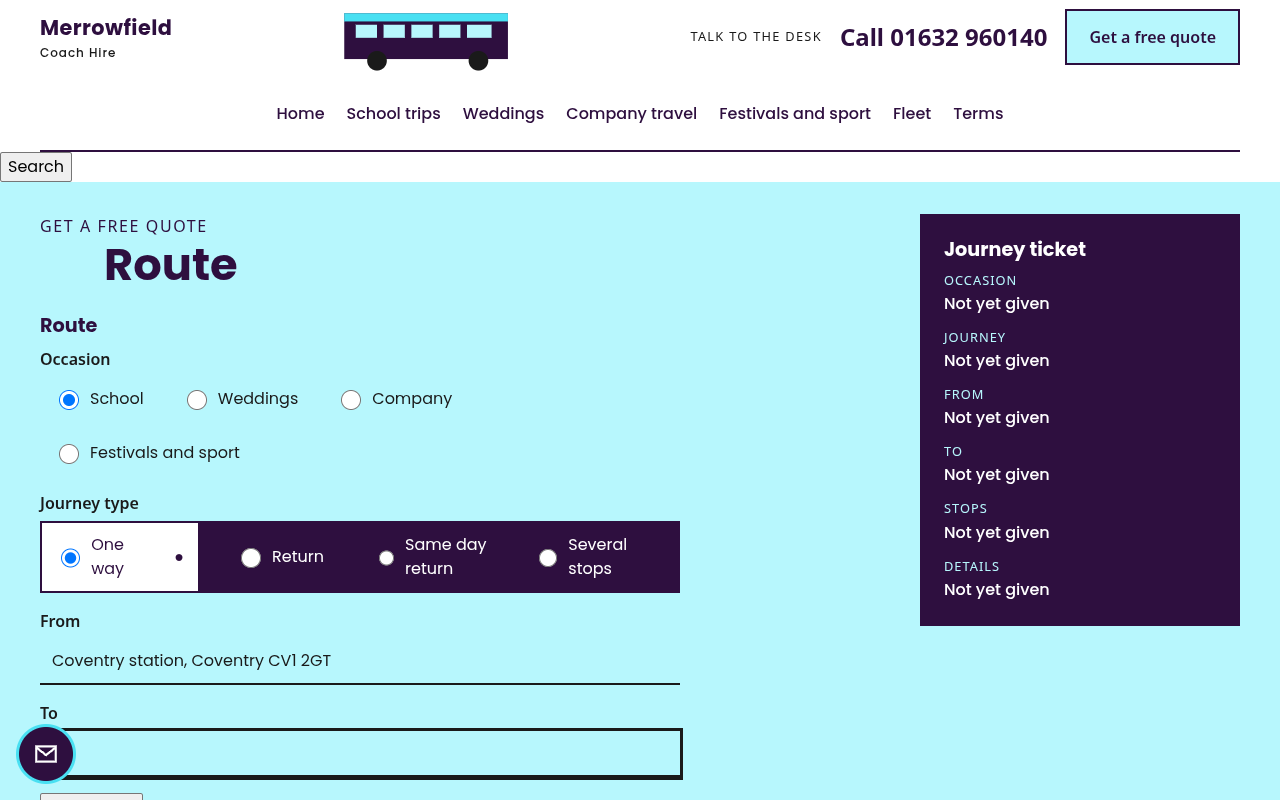 Merrowfield
Coach Hire
TALK TO THE DESK
Call 01632 960140
Get a free quote
Home
School trips
Weddings
Company travel
Festivals and sport
Fleet
Terms
Search
GET A FREE QUOTE
Route
Route
Occasion
School
Weddings
Company
Festivals and sport
Journey type
One way
Return
Same day return
Several stops
From
Coventry station, Coventry CV1 2GT
To
Journey ticket
OCCASION
Not yet given
JOURNEY
Not yet given
FROM
Not yet given
TO
Not yet given
STOPS
Not yet given
DETAILS
Not yet given